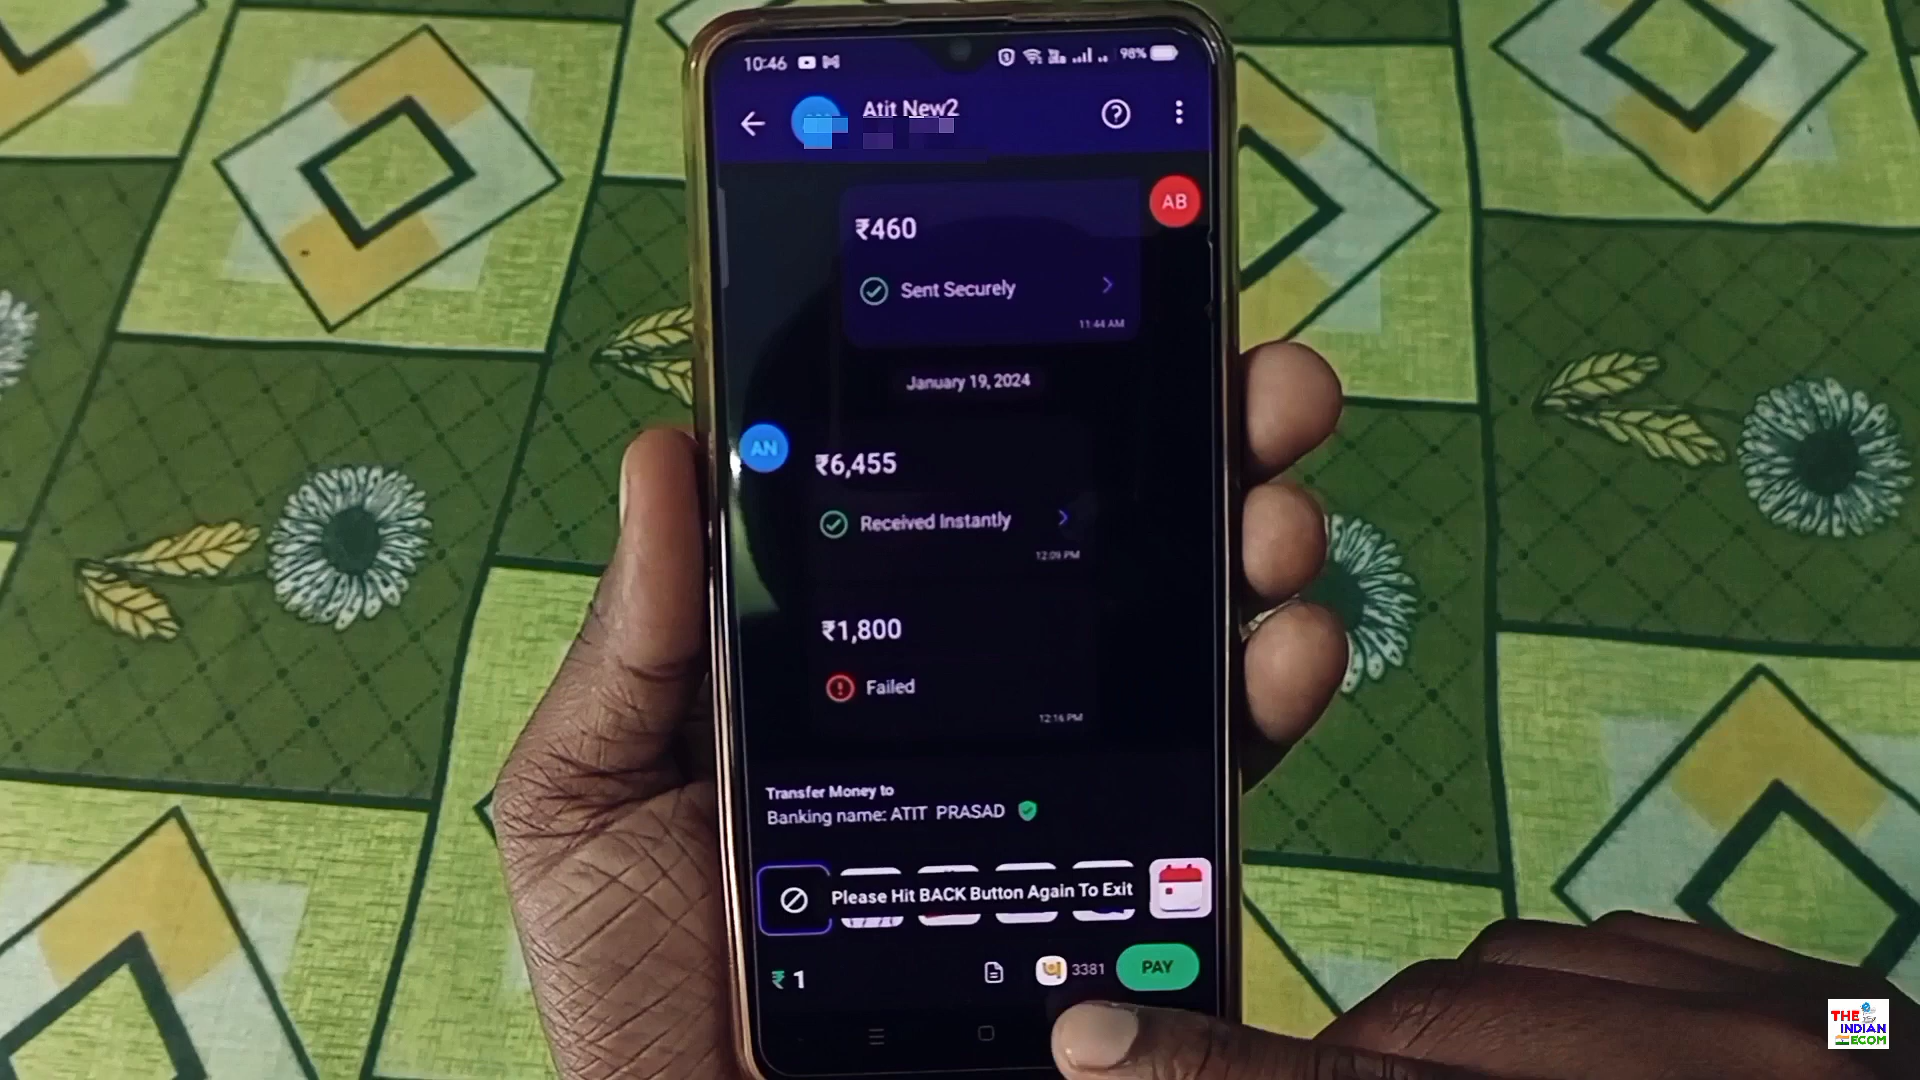 10:46
98%
Atit New2
AB
₹460
Sent Securely
11:44 AM
January 19, 2024
AN
₹6,455
Received Instantly
12:09 PM
₹1,800
Failed
12:16 PM
Transfer Money to
Banking name: ATIT PRASAD
Please Hit BACK Button Again To Exit
₹ 1
3381
PAY
THE
INDIAN
ECOM